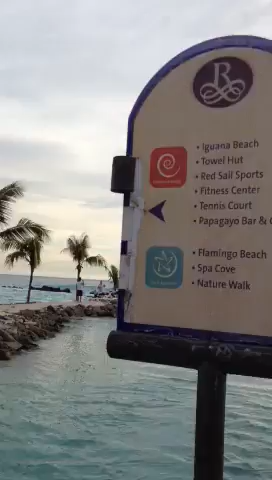 R
• Iguana Beach
• Towel Hut
• Red Sail Sports
• Fitness Center
• Tennis Court
• Papagayo Bar &
• Flamingo Beach
• Spa Cove
• Nature Walk